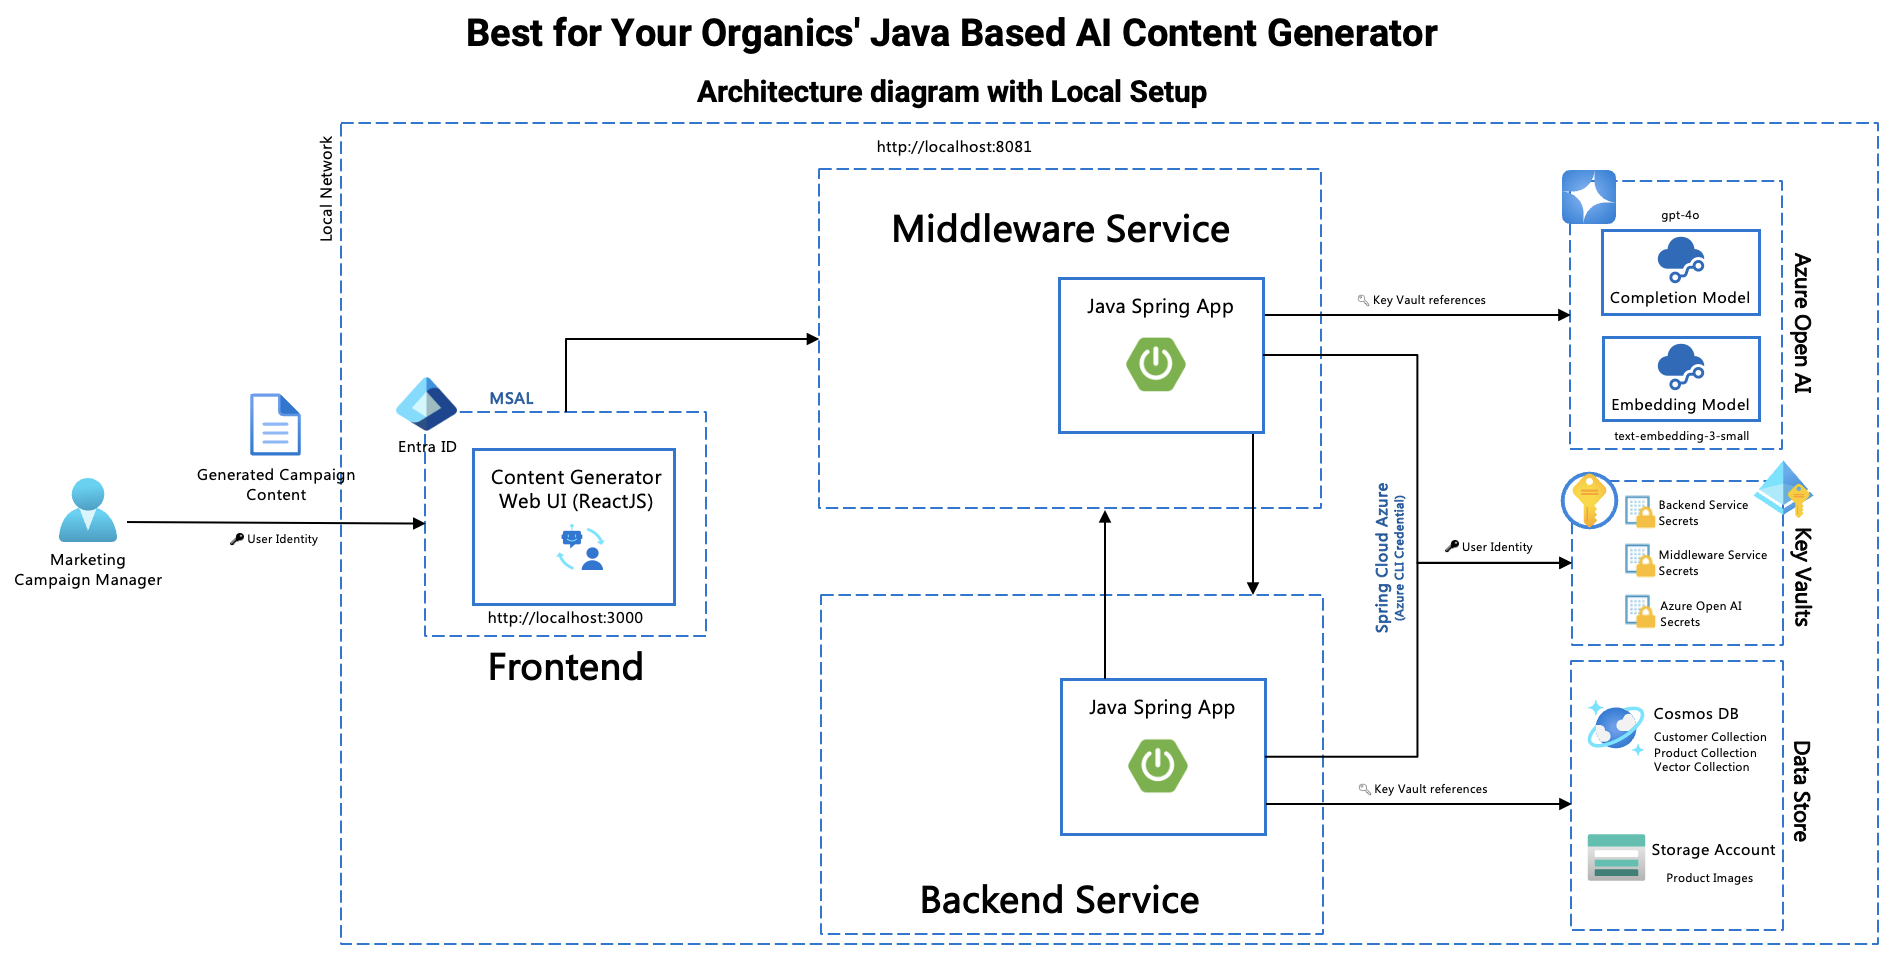 Best for Your Organics' Java Based AI Content Generator
Architecture diagram with Local Setup
Local Network
http://localhost:8081
Middleware Service
Java Spring App
Key Vault references
gpt-4o
Completion Model
Embedding Model
text-embedding-3-small
Azure Open AI
MSAL
Entra ID
Generated Campaign
Content
User Identity
Marketing
Campaign Manager
Content Generator
Web UI (ReactJS)
http://localhost:3000
Frontend
Spring Cloud Azure
(Azure CLI Credential)
User Identity
Backend Service
Secrets
Middleware Service
Secrets
Azure Open AI
Secrets
Key Vaults
Java Spring App
Key Vault references
Backend Service
Cosmos DB
Customer Collection
Product Collection
Vector Collection
Storage Account
Product Images
Data Store